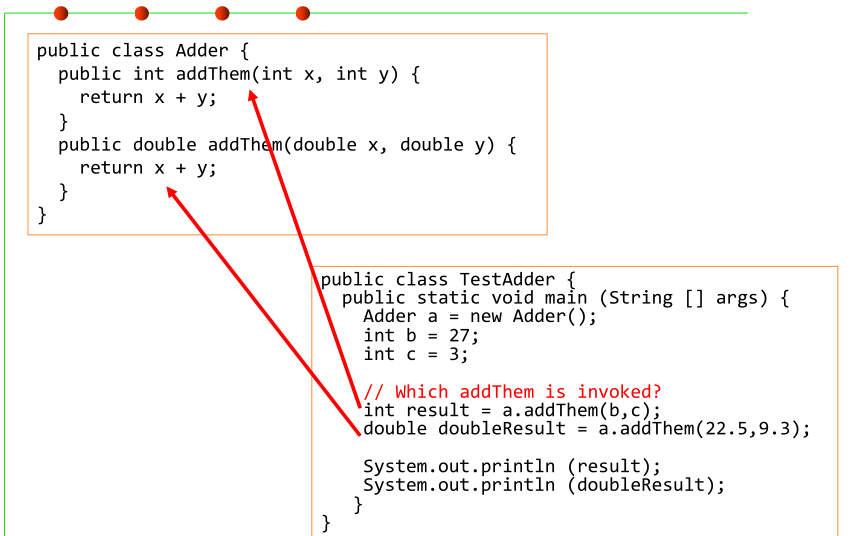 public class Adder {
  public int addThem(int x, int y) {
    return x + y;
  }
  public double addThem(double x, double y) {
    return x + y;
  }
}
public class TestAdder {
  public static void main (String [] args) {
    Adder a = new Adder();
    int b = 27;
    int c = 3;
    // Which addThem is invoked?
    int result = a.addThem(b,c);
    double doubleResult = a.addThem(22.5,9.3);
    System.out.println (result);
    System.out.println (doubleResult);
   }
}